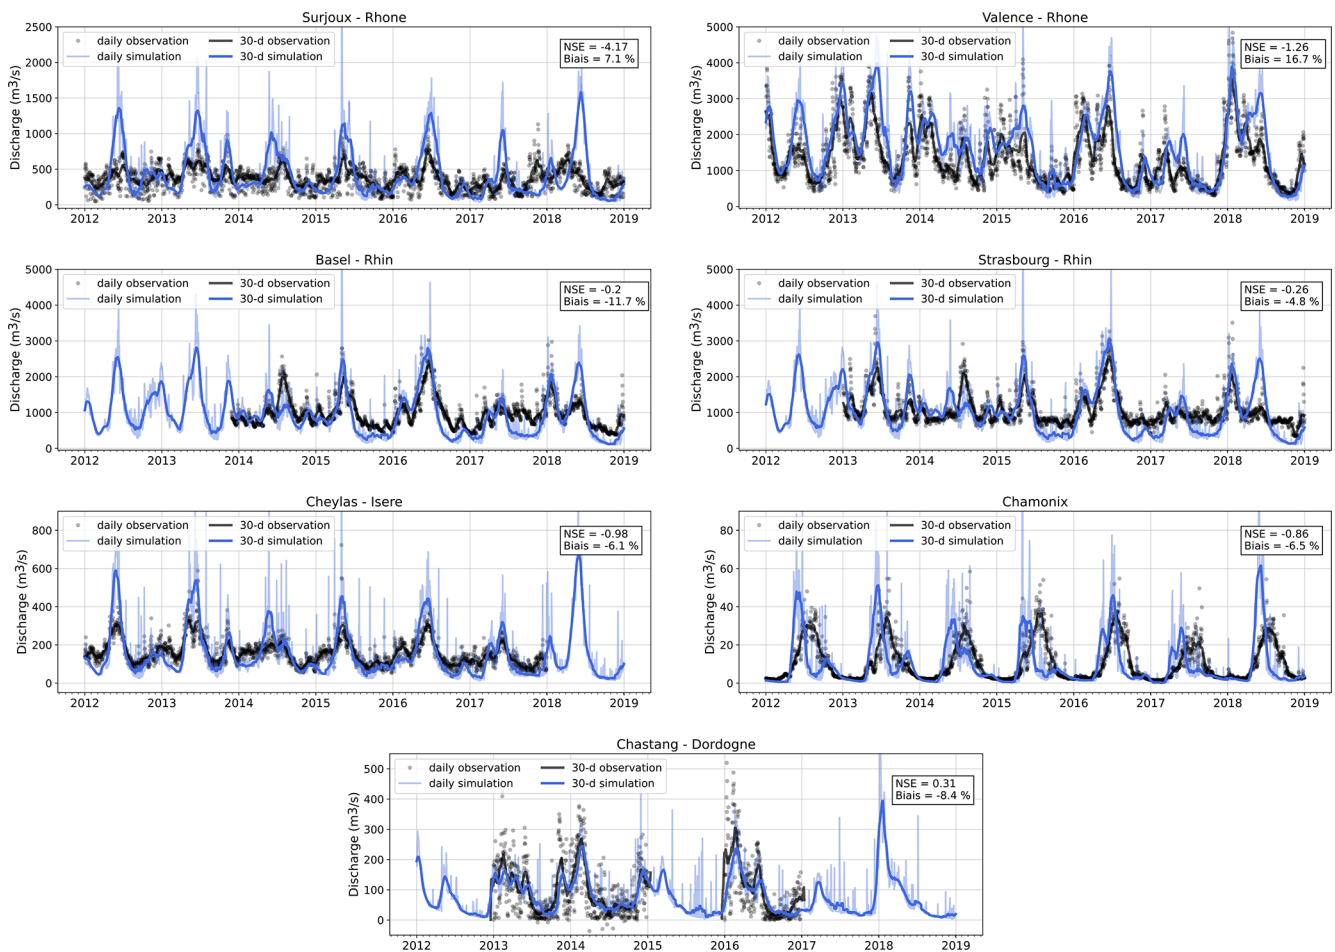 Surjoux - Rhone
daily observation
30-d observation
daily simulation
30-d simulation
NSE = -4.17
Biais = 7.1 %
Discharge (m3/s)
2500
2000
1500
1000
500
0
2012 2013 2014 2015 2016 2017 2018 2019
Valence - Rhone
daily observation
30-d observation
daily simulation
30-d simulation
NSE = -1.26
Biais = 16.7 %
Discharge (m3/s)
5000
4000
3000
2000
1000
0
2012 2013 2014 2015 2016 2017 2018 2019
Basel - Rhin
daily observation
30-d observation
daily simulation
30-d simulation
NSE = -0.2
Biais = -11.7 %
Discharge (m3/s)
5000
4000
3000
2000
1000
0
2012 2013 2014 2015 2016 2017 2018 2019
Strasbourg - Rhin
daily observation
30-d observation
daily simulation
30-d simulation
NSE = -0.26
Biais = -4.8 %
Discharge (m3/s)
5000
4000
3000
2000
1000
0
2012 2013 2014 2015 2016 2017 2018 2019
Cheylas - Isere
daily observation
30-d observation
daily simulation
30-d simulation
NSE = -0.98
Biais = -6.1 %
Discharge (m3/s)
800
600
400
200
0
2012 2013 2014 2015 2016 2017 2018 2019
Chamonix
daily observation
30-d observation
daily simulation
30-d simulation
NSE = -0.86
Biais = -6.5 %
Discharge (m3/s)
80
60
40
20
0
2012 2013 2014 2015 2016 2017 2018 2019
Chastang - Dordogne
daily observation
30-d observation
daily simulation
30-d simulation
NSE = 0.31
Biais = -8.4 %
Discharge (m3/s)
500
400
300
200
100
0
2012 2013 2014 2015 2016 2017 2018 2019